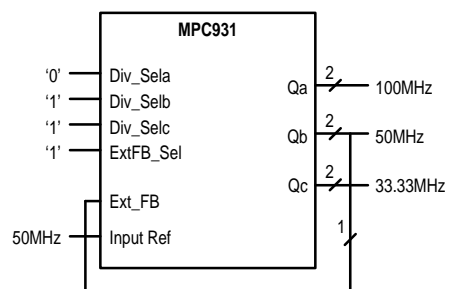 MPC931
‘0’ Div_Sela
‘1’ Div_Selb
‘1’ Div_Selc
‘1’ ExtFB_Sel
Ext_FB
50MHz Input Ref
Qa 2 100MHz
Qb 2 50MHz
Qc 2 33.33MHz
1